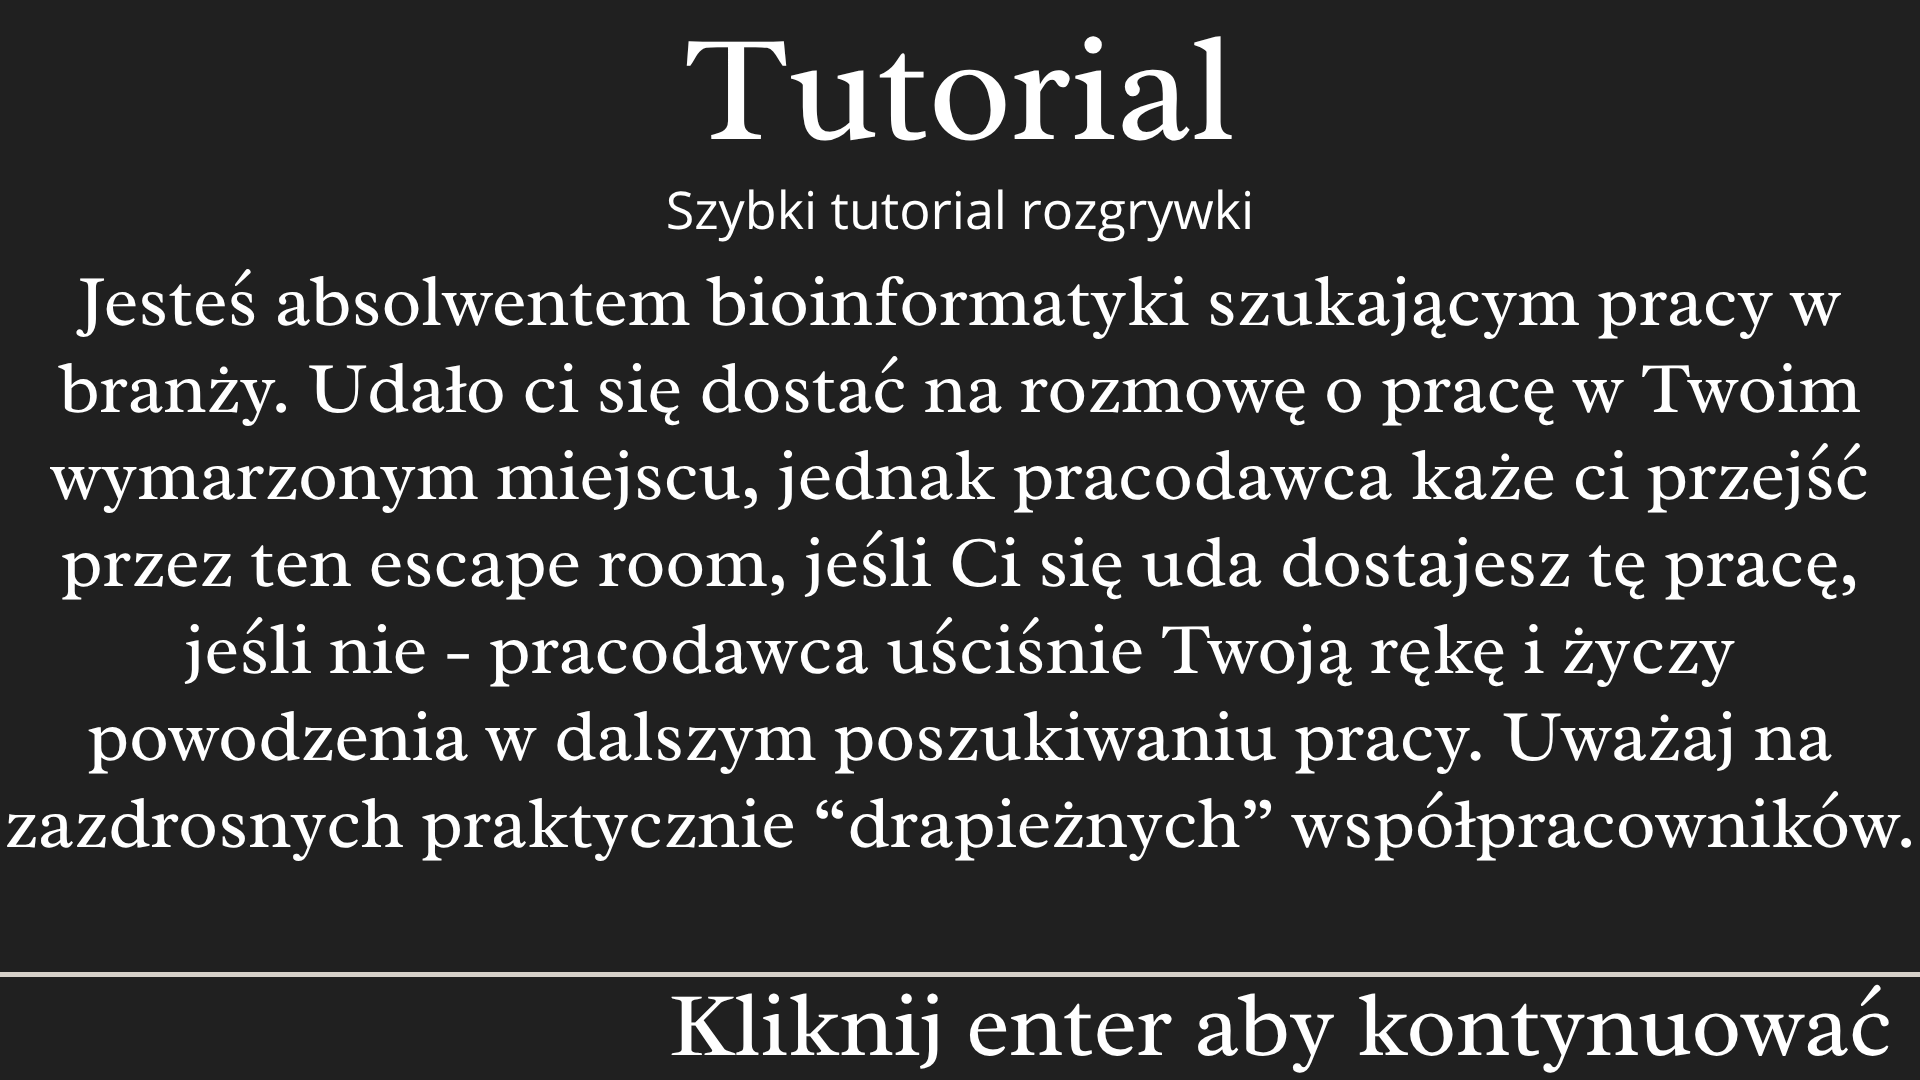 Tutorial
Szybki tutorial rozgrywki
Jesteś absolwentem bioinformatyki szukającym pracy w
branży. Udało ci się dostać na rozmowę o pracę w Twoim
wymarzonym miejscu, jednak pracodawca każe ci przejść
przez ten escape room, jeśli Ci się uda dostajesz tę pracę,
jeśli nie - pracodawca uściśnie Twoją rękę i życzy
powodzenia w dalszym poszukiwaniu pracy. Uważaj na
zazdrosnych praktycznie “drapieżnych” współpracowników.
Kliknij enter aby kontynuować